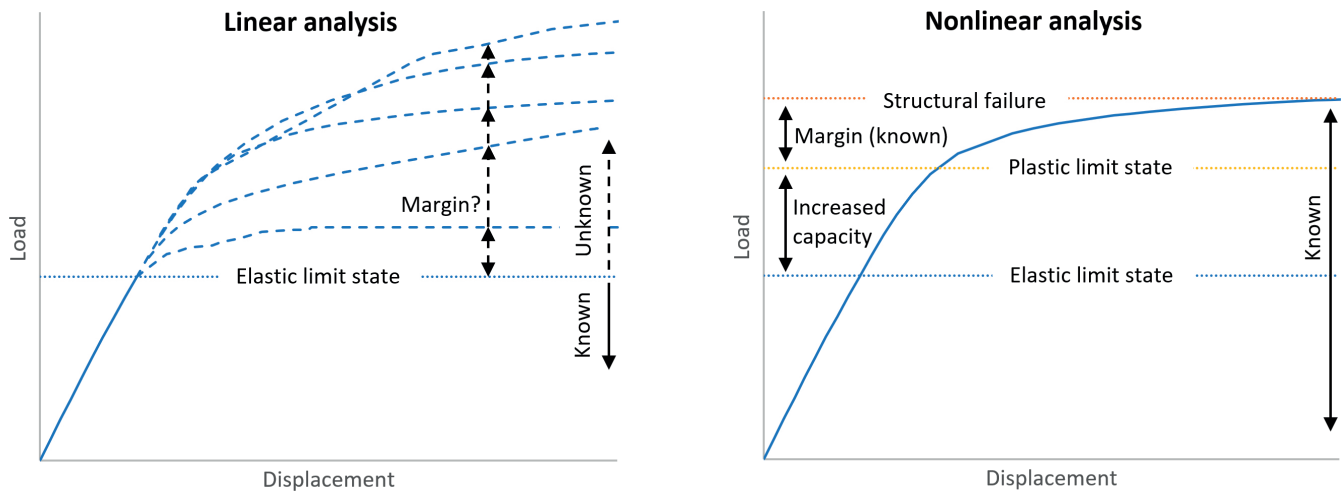 Linear analysis
Load
Margin?
Unknown
Elastic limit state
Known
Displacement
Nonlinear analysis
Structural failure
Margin (known)
Plastic limit state
Increased
capacity
Known
Load
Elastic limit state
Displacement